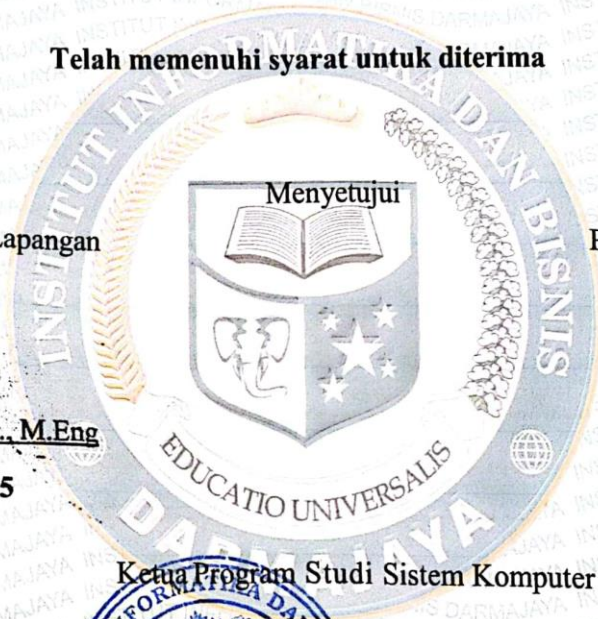 Telah memenuhi syarat untuk diterima
Menyetujui
Lapangan
., M.Eng
5
Ketua Program Studi Sistem Komputer
INSTITUT INFORMATIKA DAN BISNIS
DARMAJAYA
EDUCATIO UNIVERSALIS